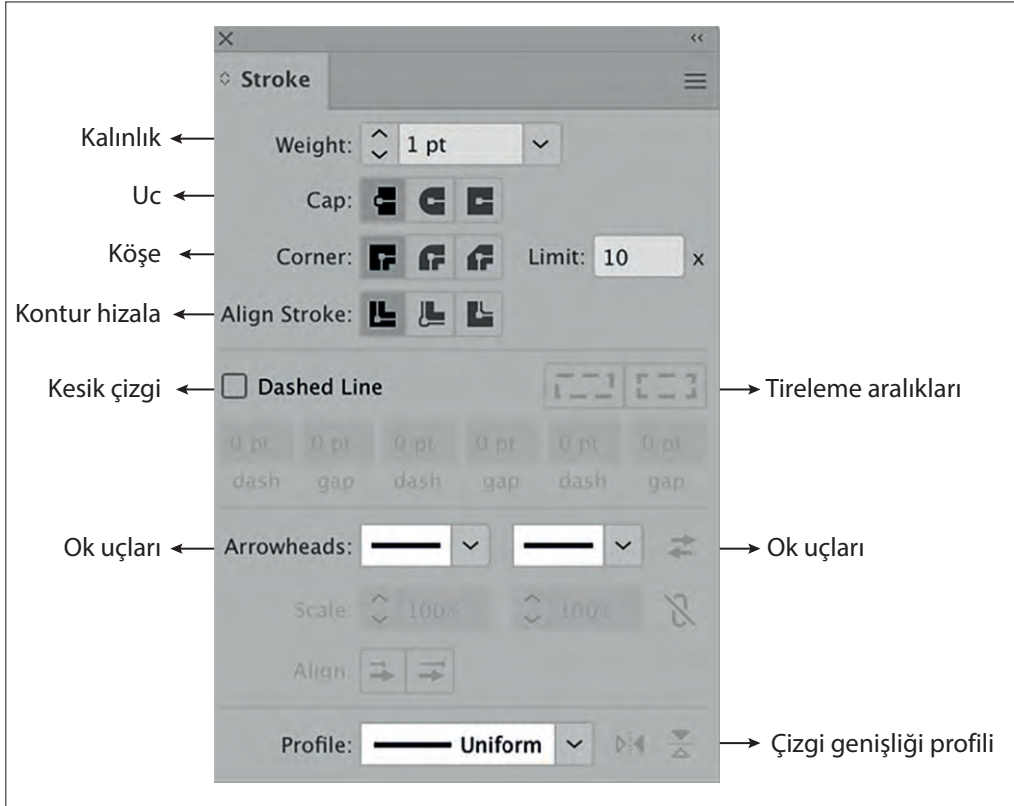 Stroke
Kalınlık Weight: 1 pt
Uc Cap:
Köşe Corner: Limit: 10 x
Kontur hizala Align Stroke:
Kesik çizgi Dashed Line Tireleme aralıkları
0 pt 0 pt 0 pt 0 pt 0 pt 0 pt
dash gap dash gap dash gap
Ok uçları Arrowheads: Ok uçları
Scale: 100% 100%
Align:
Profile: Uniform Çizgi genişliği profili